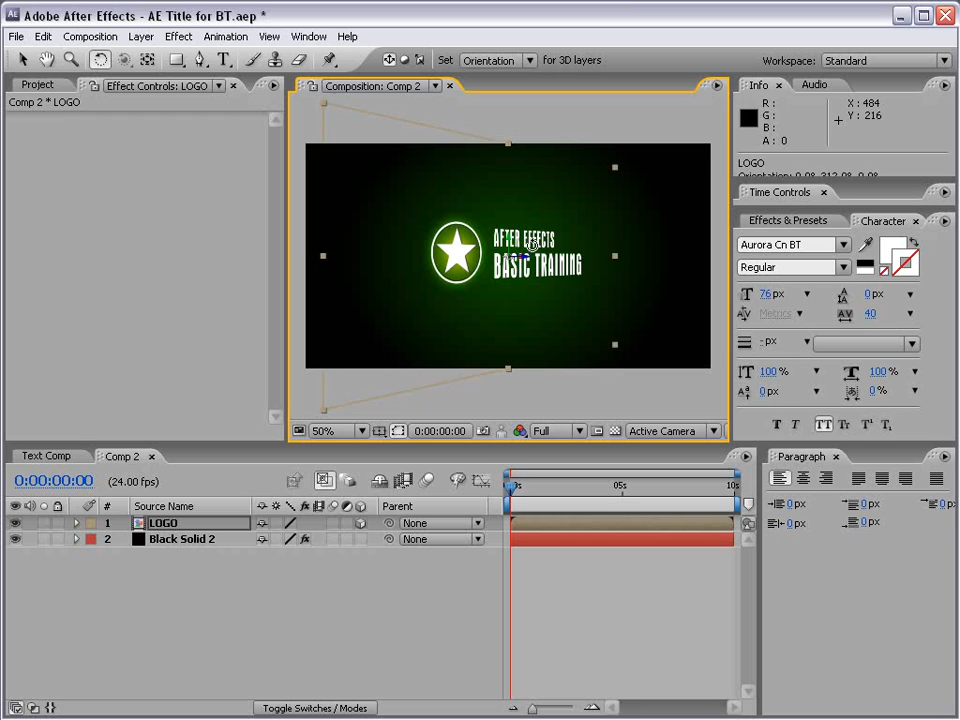 Adobe After Effects - AE Title for BT.aep *
File Edit Composition Layer Effect Animation View Window Help
Set Orientation for 3D layers Workspace: Standard
Project Effect Controls: LOGO
Comp 2 * LOGO
Composition: Comp 2
AFTER EFFECTS
BASIC TRAINING
50% 0:00:00:00 Full Active Camera
Info Audio
R: X: 484
G: Y: 216
B:
A: 0
LOGO
Time Controls
Effects & Presets Character
Aurora Cn BT
Regular
76 px 0 px
Metrics 40
- px
100 % 100 %
0 px 0 %
T T TT Tr T¹ T₁
Text Comp Comp 2
0:00:00:00 (24.00 fps)
# Source Name Parent
1 LOGO None
2 Black Solid 2 None
05s 10s
Toggle Switches / Modes
Paragraph
0 px 0 px 0 px
0 px 0 px